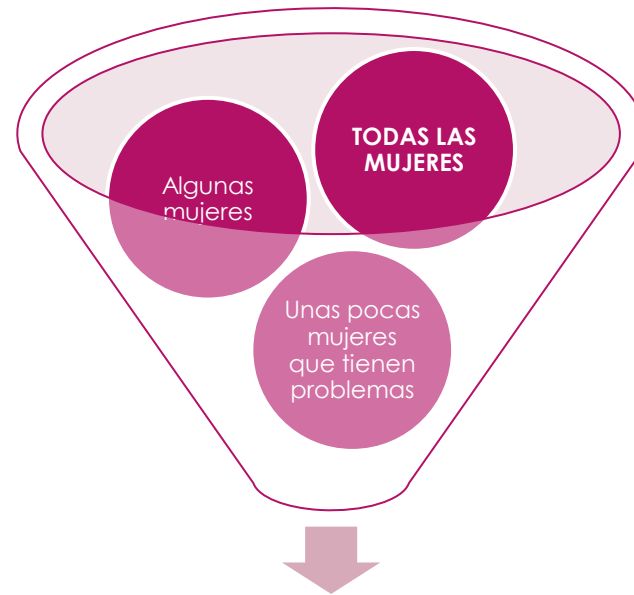 TODAS LAS
MUJERES
Algunas
mujeres
Unas pocas
mujeres
que tienen
problemas